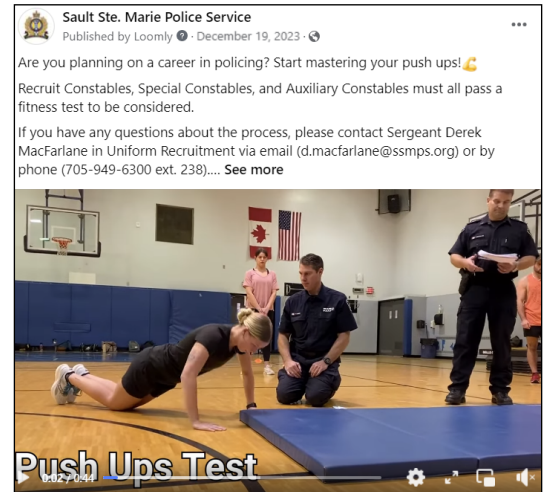 Sault Ste. Marie Police Service
Published by Loomly · December 19, 2023 ·
Are you planning on a career in policing? Start mastering your push ups!💪
Recruit Constables, Special Constables, and Auxiliary Constables must all pass a
fitness test to be considered.
If you have any questions about the process, please contact Sergeant Derek
MacFarlane in Uniform Recruitment via email (d.macfarlane@ssmps.org) or by
phone (705-949-6300 ext. 238).... See more
Push Ups Test
0:02 / 0:44